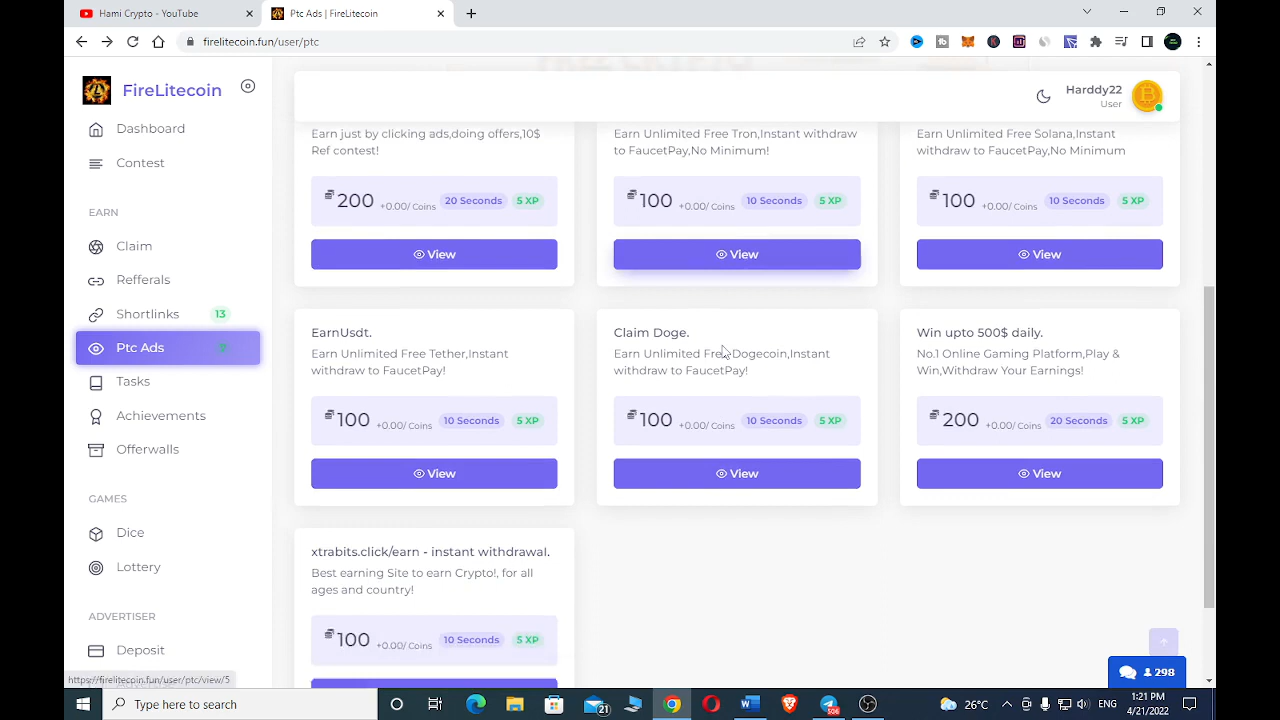 Hami Crypto - YouTube
Ptc Ads | FireLitecoin
firelitecoin.fun/user/ptc
FireLitecoin
Dashboard
Contest
EARN
Claim
Refferals
Shortlinks 13
Ptc Ads
Tasks
Achievements
Offerwalls
GAMES
Dice
Lottery
ADVERTISER
Deposit
https://firelitecoin.fun/user/ptc/view/5
Harddy22
User
Earn just by clicking ads,doing offers,10$
Ref contest!
200 +0.00/ Coins 20 Seconds 5 XP
View
Earn Unlimited Free Tron,Instant withdraw
to FaucetPay,No Minimum!
100 +0.00/ Coins 10 Seconds 5 XP
View
Earn Unlimited Free Solana,Instant
withdraw to FaucetPay,No Minimum
100 +0.00/ Coins 10 Seconds 5 XP
View
EarnUsdt.
Earn Unlimited Free Tether,Instant
withdraw to FaucetPay!
100 +0.00/ Coins 10 Seconds 5 XP
View
Claim Doge.
Earn Unlimited Free Dogecoin,Instant
withdraw to FaucetPay!
100 +0.00/ Coins 10 Seconds 5 XP
View
Win upto 500$ daily.
No.1 Online Gaming Platform,Play &
Win,Withdraw Your Earnings!
200 +0.00/ Coins 20 Seconds 5 XP
View
xtrabits.click/earn - instant withdrawal.
Best earning Site to earn Crypto!, for all
ages and country!
100 +0.00/ Coins 10 Seconds 5 XP
298
Type here to search
21
506
26°C
1:21 PM
4/21/2022